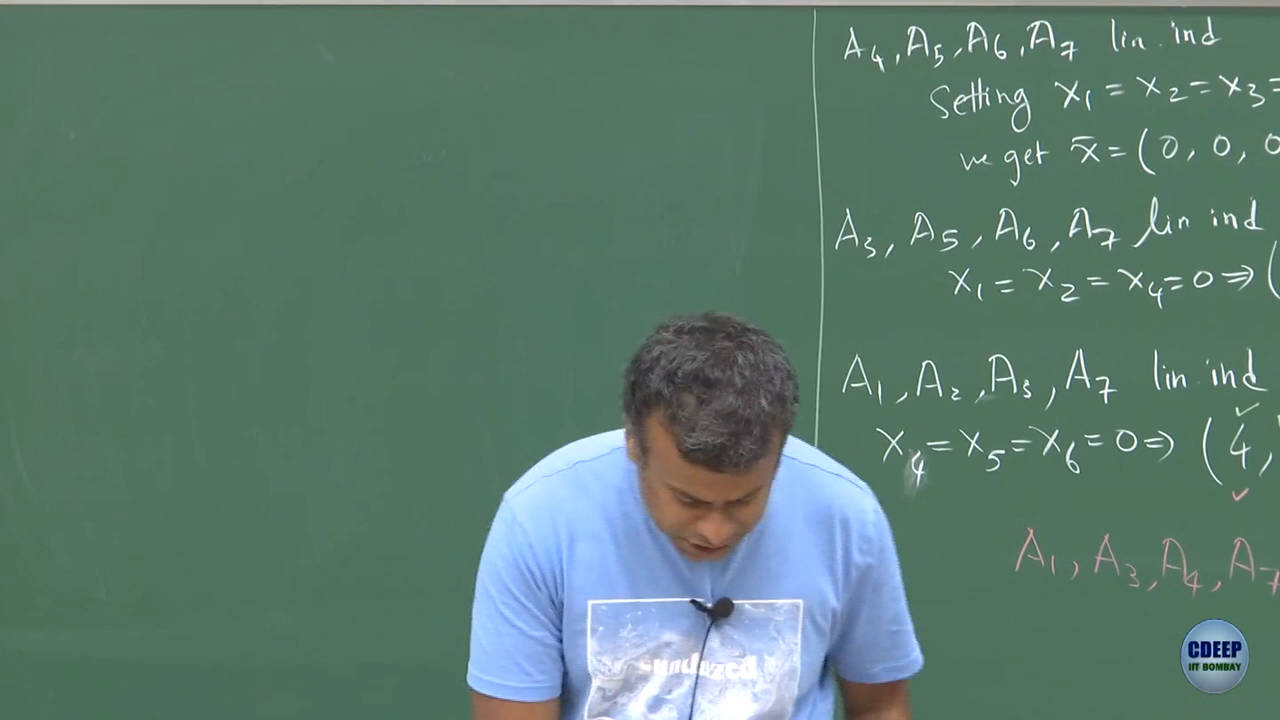 A₄, A₅, A₆, A₇ lin. ind
Setting x₁ = x₂ = x₃ =
we get x̄ = (0, 0, 0
A₃, A₅, A₆, A₇ lin ind
x₁ = x₂ = x₄ = 0 ⇒ (
A₁, A₂, A₃, A₇ lin. ind
x₄ = x₅ = x₆ = 0 ⇒ (4,
A₁, A₃, A₄, A₇
sundazed
CDEEP
IIT BOMBAY